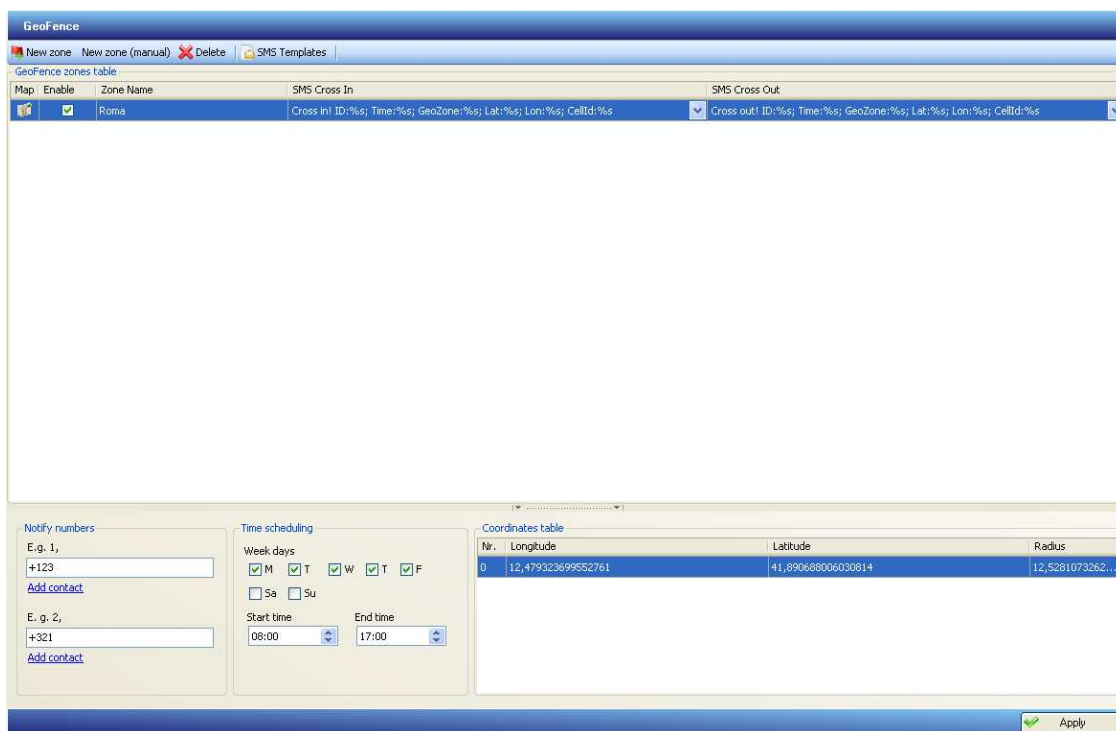 GeoFence
New zone New zone (manual) Delete SMS Templates
GeoFence zones table
Map Enable Zone Name SMS Cross In SMS Cross Out
Roma Cross in! ID:%s; Time:%s; GeoZone:%s; Lat:%s; Lon:%s; CellId:%s Cross out! ID:%s; Time:%s; GeoZone:%s; Lat:%s; Lon:%s; CellId:%s
Notify numbers
E.g. 1,
+123
Add contact
E. g. 2,
+321
Add contact
Time scheduling
Week days
M T W T F
Sa Su
Start time End time
08:00 17:00
Coordinates table
Nr. Longitude Latitude Radius
0 12,479323699552761 41,890688006030814 12,5281073262...
Apply